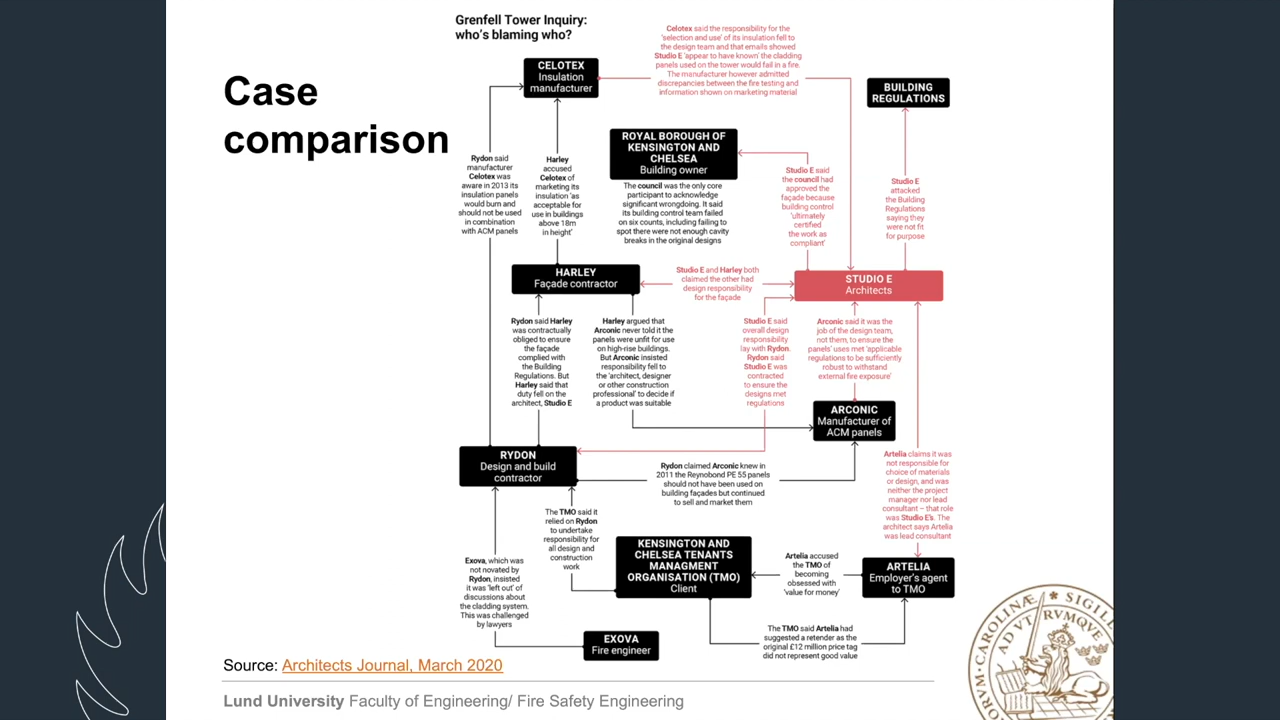 Case
comparison
Grenfell Tower Inquiry:
who's blaming who?
CELOTEX
Insulation
manufacturer
Celotex said the responsibility for the
'selection and use' of its insulation fell to
the design team and that emails showed
Studio E 'appear to have known' the cladding
panels used on the tower would fail in a fire.
The manufacturer however admitted
discrepancies between the fire testing and
information shown on marketing material
BUILDING
REGULATIONS
ROYAL BOROUGH OF
KENSINGTON AND
CHELSEA
Building owner
The council was the only core
participant to acknowledge
significant wrongdoing. It said
its building control team failed
on six counts, including failing to
spot there were not enough cavity
breaks in the original designs
Rydon said
manufacturer
Celotex was
aware in 2013 its
insulation panels
would burn and
should not be used
in combination
with ACM panels
Harley
accused
Celotex of
marketing its
insulation 'as
acceptable for
use in buildings
above 18m
in height'
Studio E said
the council had
approved the
façade because
building control
'ultimately
certified
the work as
compliant'
Studio E
attacked
the Building
Regulations
saying they
were not fit
for purpose
HARLEY
Façade contractor
Studio E and Harley both
claimed the other had
design responsibility
for the façade
STUDIO E
Architects
Rydon said Harley
was contractually
obliged to ensure
the façade
complied with
the Building
Regulations. But
Harley said that
duty fell on the
architect, Studio E
Harley argued that
Arconic never told it the
panels were unfit for use
on high-rise buildings.
But Arconic insisted
responsibility fell to
the 'architect, designer
or other construction
professional' to decide if
a product was suitable
Studio E said
overall design
responsibility
lay with Rydon.
Rydon said
Studio E was
contracted
to ensure the
designs met
regulations
Arconic said it was the
job of the design team,
not them, to ensure the
panels' uses met 'applicable
regulations to be sufficiently
robust to withstand
external fire exposure'
ARCONIC
Manufacturer of
ACM panels
RYDON
Design and build
contractor
Rydon claimed Arconic knew in
2011 the Reynobond PE 55 panels
should not have been used on
building façades but continued
to sell and market them
Artelia claims it was
not responsible for
choice of materials
or design, and was
neither the project
manager nor lead
consultant – that role
was Studio E's. The
architect says Artelia
was lead consultant
The TMO said it
relied on Rydon
to undertake
responsibility for
all design and
construction
work
KENSINGTON AND
CHELSEA TENANTS
MANAGMENT
ORGANISATION (TMO)
Client
Artelia accused
the TMO of
becoming
obsessed with
'value for money'
ARTELIA
Employer's agent
to TMO
Exova, which was
not novated by
Rydon, insisted
it was 'left out' of
discussions about
the cladding system.
This was challenged
by lawyers
The TMO said Artelia had
suggested a retender as the
original £12 million price tag
did not represent good value
EXOVA
Fire engineer
Source: Architects Journal, March 2020
Lund University Faculty of Engineering/ Fire Safety Engineering